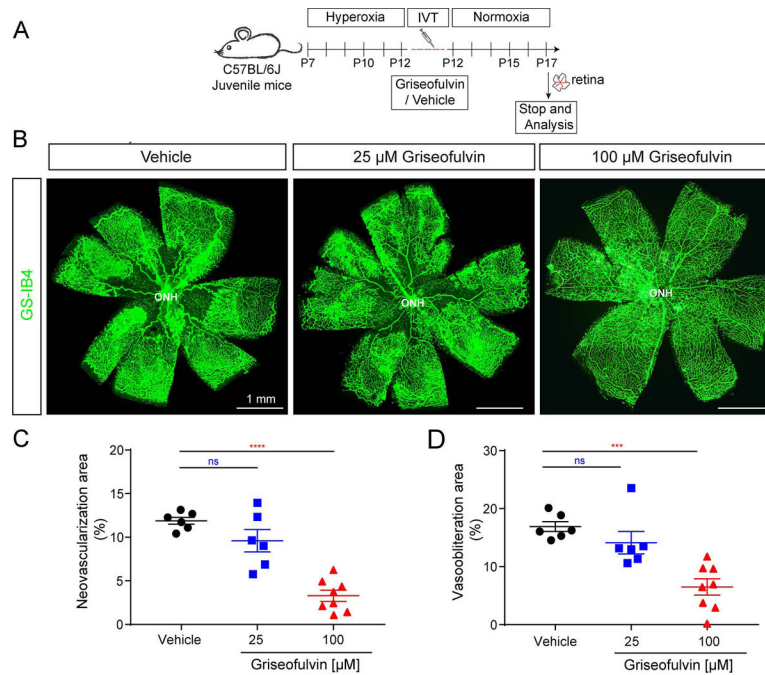 A
Hyperoxia
IVT
Normoxia
C57BL/6J
Juvenile mice
P7
P10
P12
P12
P15
P17
Griseofulvin
/ Vehicle
retina
Stop and
Analysis
B
Vehicle
25 µM Griseofulvin
100 µM Griseofulvin
GS-IB4
ONH
ONH
ONH
1 mm
C
Neovascularization area
(%)
20
15
10
5
0
****
ns
Vehicle
25
100
Griseofulvin [µM]
D
Vasoobliteration area
(%)
30
20
10
0
***
ns
Vehicle
25
100
Griseofulvin [µM]